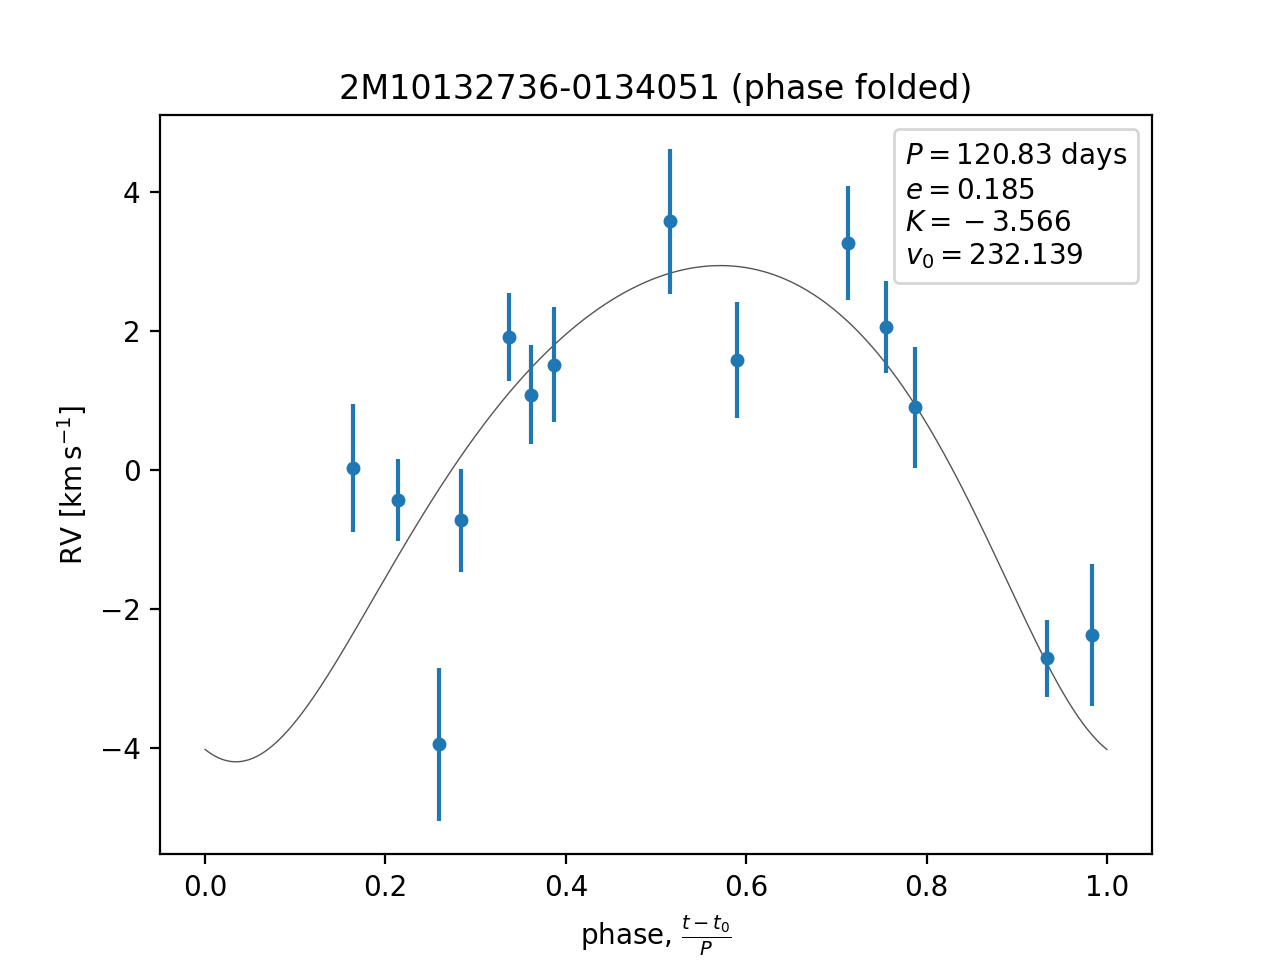 2M10132736-0134051 (phase folded)
P = 120.83 days
e = 0.185
K = −3.566
v₀ = 232.139
4
2
0
−2
−4
RV [km s⁻¹]
0.0 0.2 0.4 0.6 0.8 1.0
phase, (t − t₀)/P